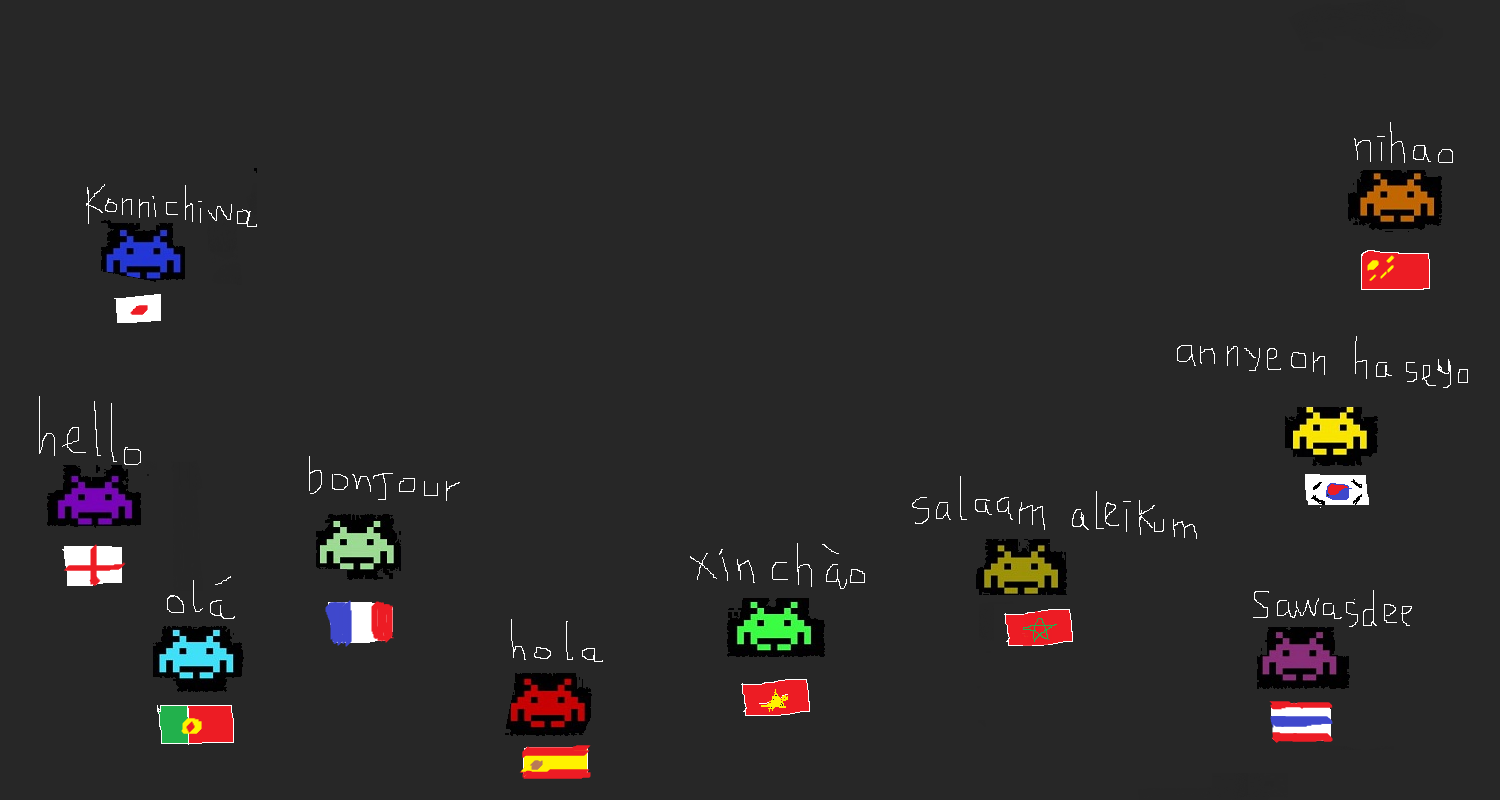 nihao
Konnichiwa
annyeon haseyo
hello
bonjour
salaam aleikum
xin chào
olá
sawasdee
hola